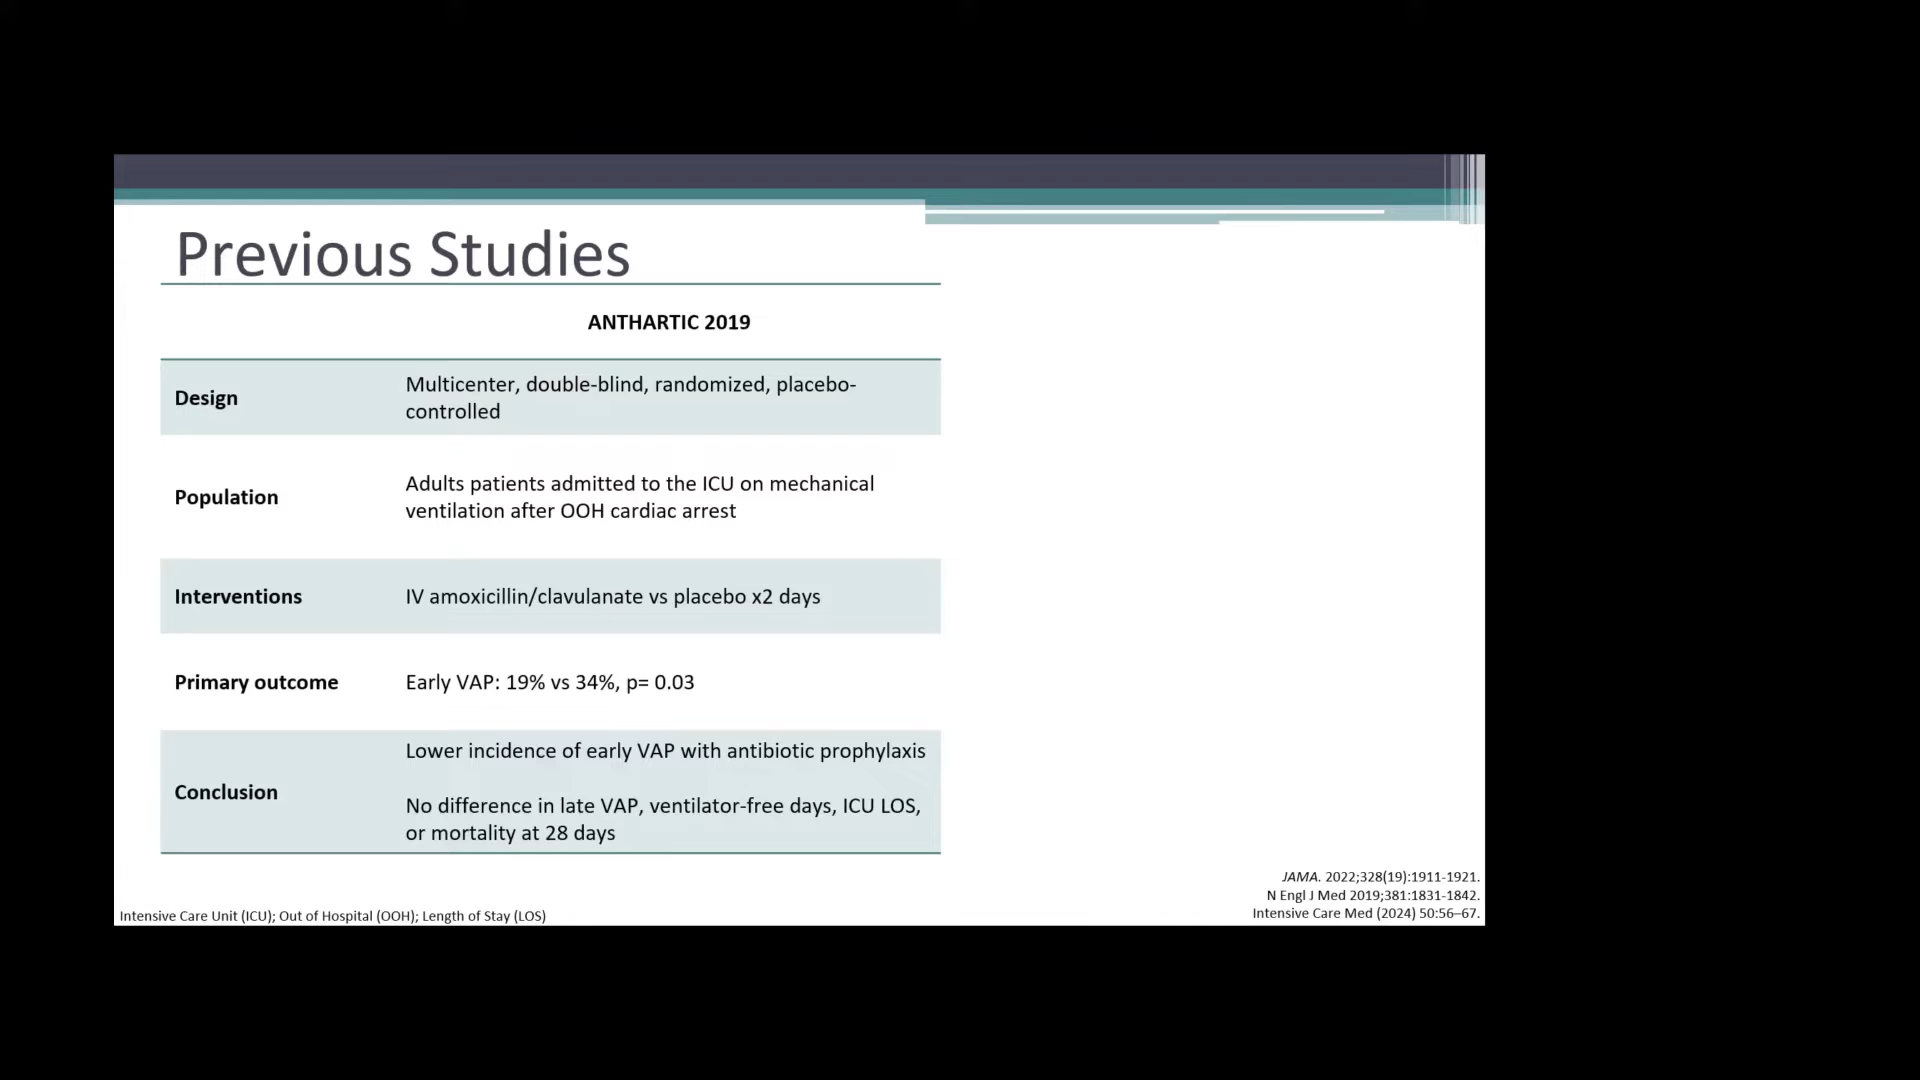 Previous Studies
ANTHARTIC 2019
Design
Multicenter, double-blind, randomized, placebo-
controlled
Population
Adults patients admitted to the ICU on mechanical
ventilation after OOH cardiac arrest
Interventions
IV amoxicillin/clavulanate vs placebo x2 days
Primary outcome
Early VAP: 19% vs 34%, p= 0.03
Conclusion
Lower incidence of early VAP with antibiotic prophylaxis
No difference in late VAP, ventilator-free days, ICU LOS,
or mortality at 28 days
JAMA. 2022;328(19):1911-1921.
N Engl J Med 2019;381:1831-1842.
Intensive Care Med (2024) 50:56–67.
Intensive Care Unit (ICU); Out of Hospital (OOH); Length of Stay (LOS)